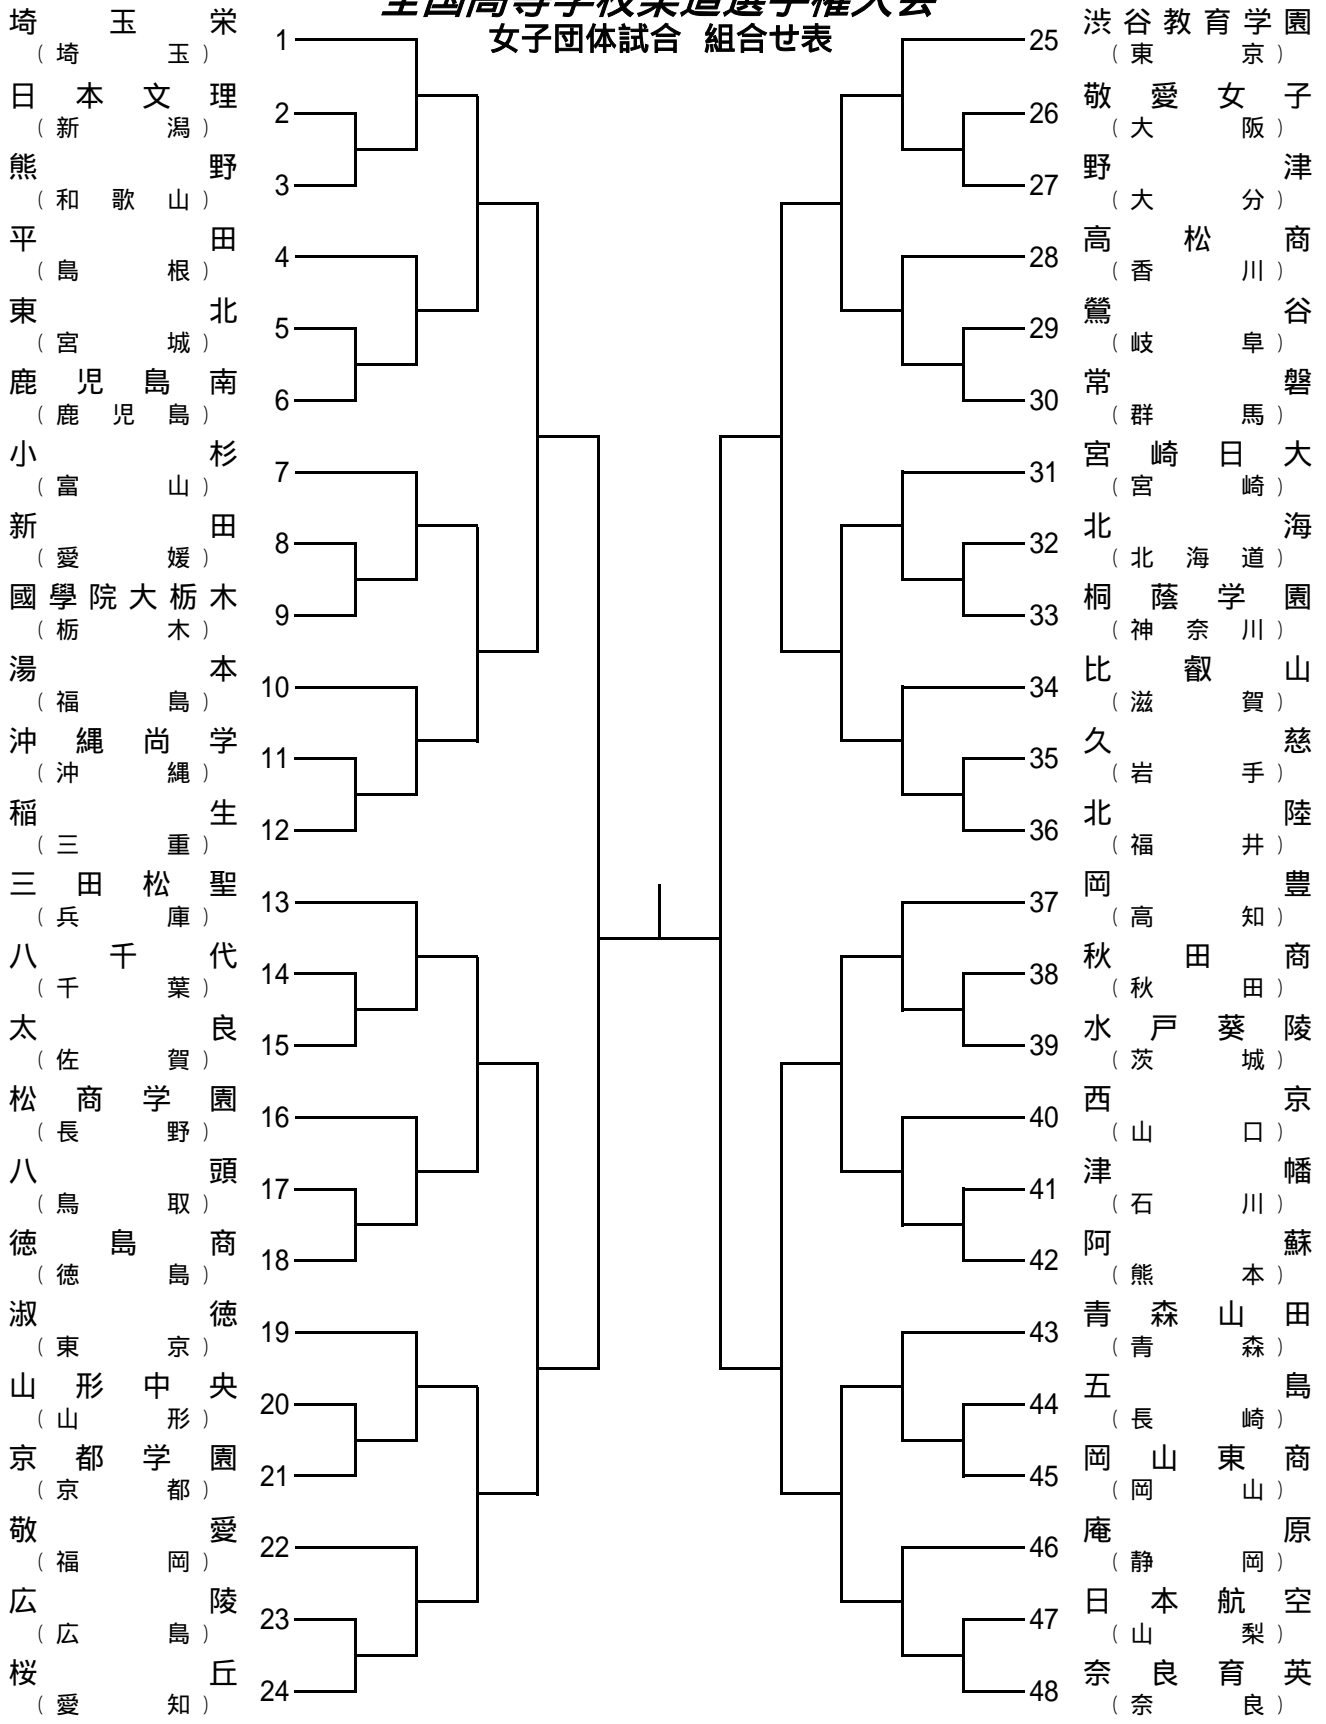 全国高等学校柔道選手権大会
女子団体試合 組合せ表
埼玉栄
(埼玉)
1
日本文理
(新潟)
2
熊野
(和歌山)
3
平田
(島根)
4
東北
(宮城)
5
鹿児島南
(鹿児島)
6
小杉
(富山)
7
新田
(愛媛)
8
國學院大栃木
(栃木)
9
湯本
(福島)
10
沖縄尚学
(沖縄)
11
稲生
(三重)
12
三田松聖
(兵庫)
13
八千代
(千葉)
14
太良
(佐賀)
15
松商学園
(長野)
16
八頭
(鳥取)
17
徳島商
(徳島)
18
淑徳
(東京)
19
山形中央
(山形)
20
京都学園
(京都)
21
敬愛
(福岡)
22
広陵
(広島)
23
桜丘
(愛知)
24
25
渋谷教育学園
(東京)
26
敬愛女子
(大阪)
27
野津
(大分)
28
高松商
(香川)
29
鶯谷
(岐阜)
30
常磐
(群馬)
31
宮崎日大
(宮崎)
32
北海
(北海道)
33
桐蔭学園
(神奈川)
34
比叡山
(滋賀)
35
久慈
(岩手)
36
北陸
(福井)
37
岡豊
(高知)
38
秋田商
(秋田)
39
水戸葵陵
(茨城)
40
西京
(山口)
41
津幡
(石川)
42
阿蘇
(熊本)
43
青森山田
(青森)
44
五島
(長崎)
45
岡山東商
(岡山)
46
庵原
(静岡)
47
日本航空
(山梨)
48
奈良育英
(奈良)